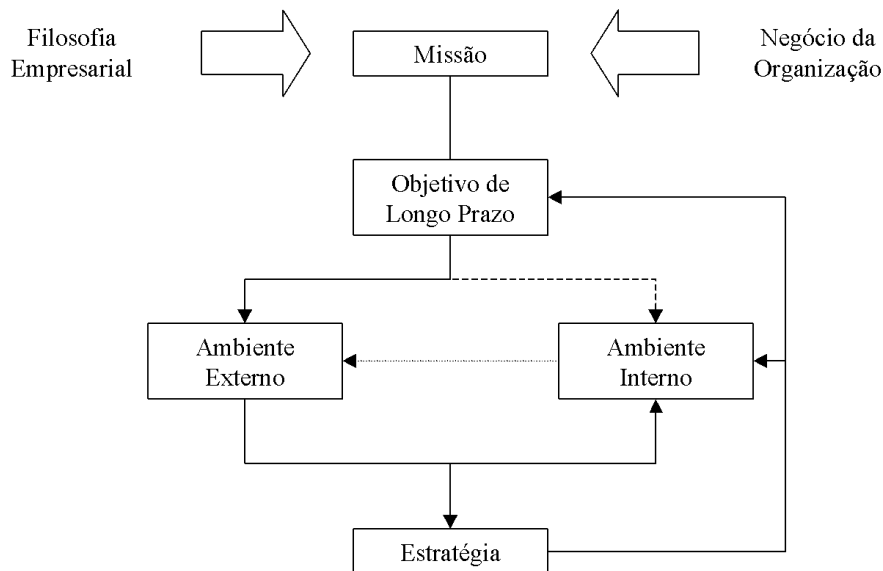 Filosofia
Empresarial
Missão
Negócio da
Organização
Objetivo de
Longo Prazo
Ambiente
Externo
Ambiente
Interno
Estratégia